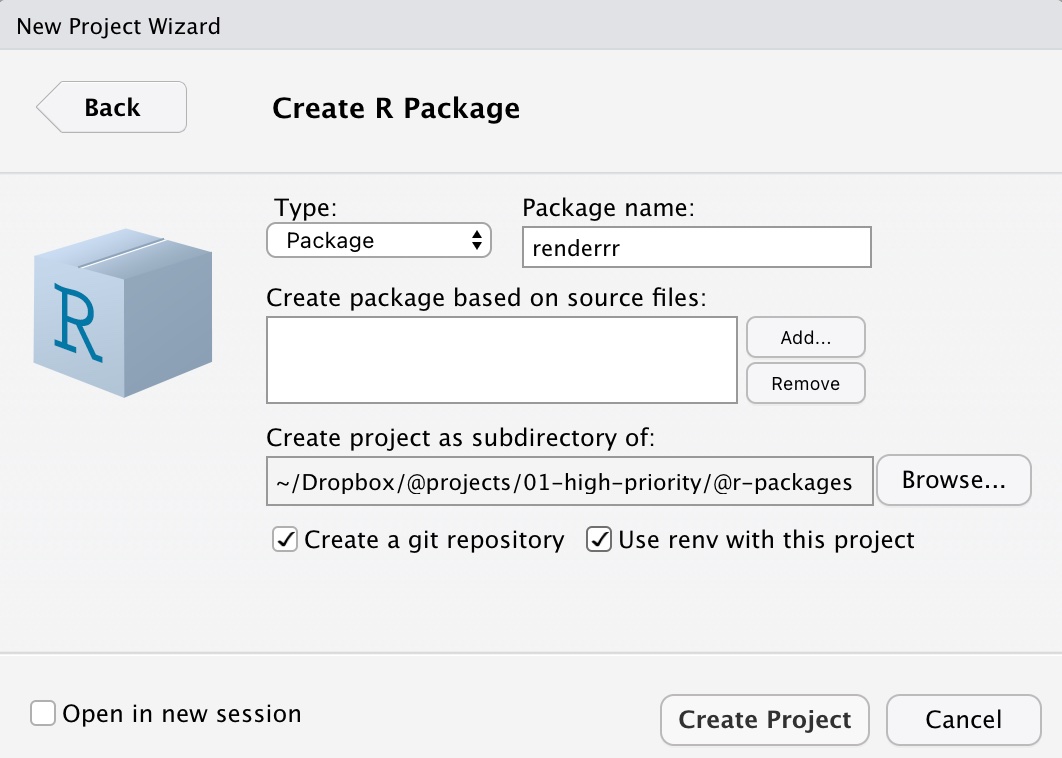 New Project Wizard
Back
Create R Package
R
Type:
Package name:
Package
renderrr
Create package based on source files:
Add...
Remove
Create project as subdirectory of:
~/Dropbox/@projects/01-high-priority/@r-packages
Browse...
Create a git repository
Use renv with this project
Open in new session
Create Project
Cancel